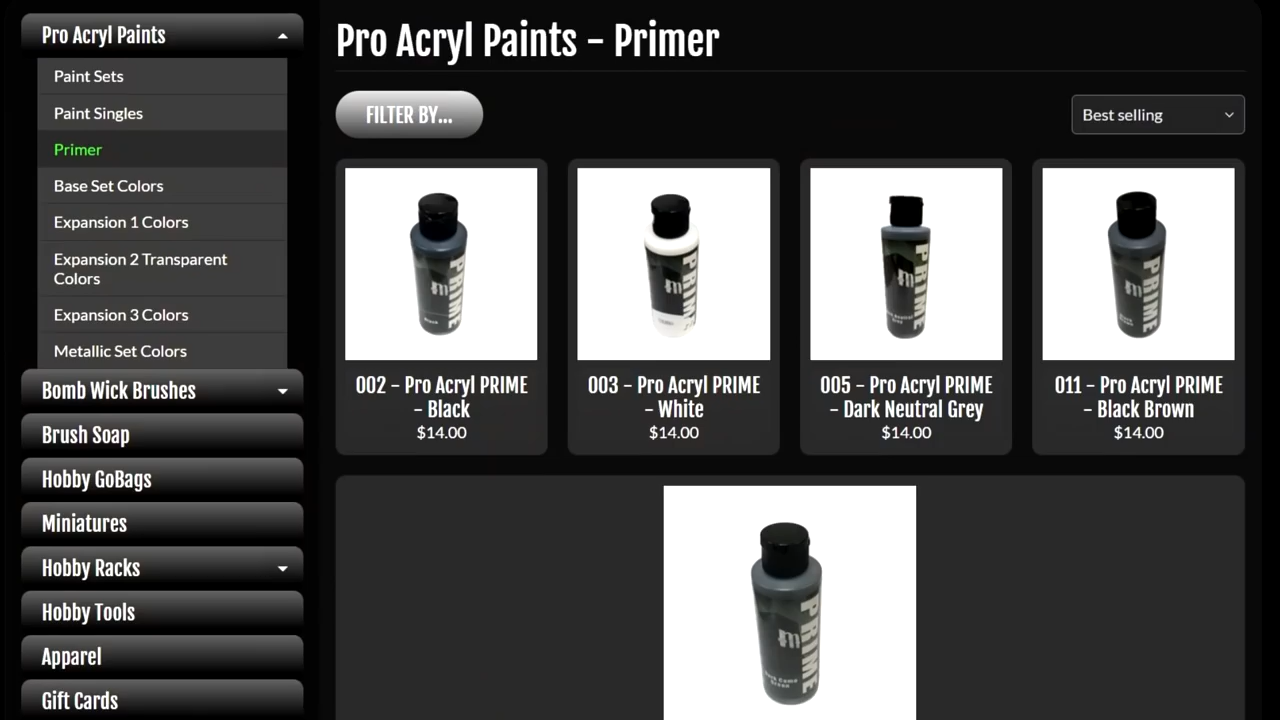 Pro Acryl Paints
Paint Sets
Paint Singles
Primer
Base Set Colors
Expansion 1 Colors
Expansion 2 Transparent
Colors
Expansion 3 Colors
Metallic Set Colors
Bomb Wick Brushes
Brush Soap
Hobby GoBags
Miniatures
Hobby Racks
Hobby Tools
Apparel
Gift Cards
Pro Acryl Paints - Primer
FILTER BY...
Best selling
PRIME
PRIME
PRIME
PRIME
002 - Pro Acryl PRIME
- Black
$14.00
003 - Pro Acryl PRIME
- White
$14.00
005 - Pro Acryl PRIME
- Dark Neutral Grey
$14.00
011 - Pro Acryl PRIME
- Black Brown
$14.00
PRIME